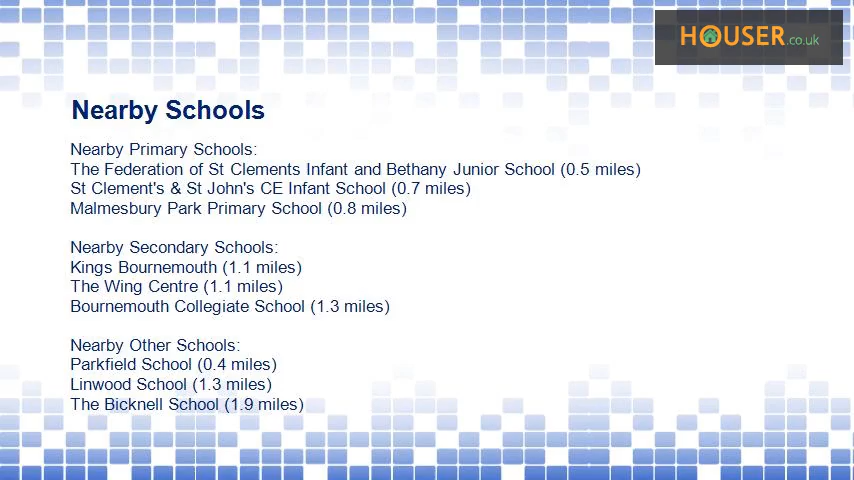 HOUSER.co.uk
Nearby Schools
Nearby Primary Schools:
The Federation of St Clements Infant and Bethany Junior School (0.5 miles)
St Clement's & St John's CE Infant School (0.7 miles)
Malmesbury Park Primary School (0.8 miles)
Nearby Secondary Schools:
Kings Bournemouth (1.1 miles)
The Wing Centre (1.1 miles)
Bournemouth Collegiate School (1.3 miles)
Nearby Other Schools:
Parkfield School (0.4 miles)
Linwood School (1.3 miles)
The Bicknell School (1.9 miles)